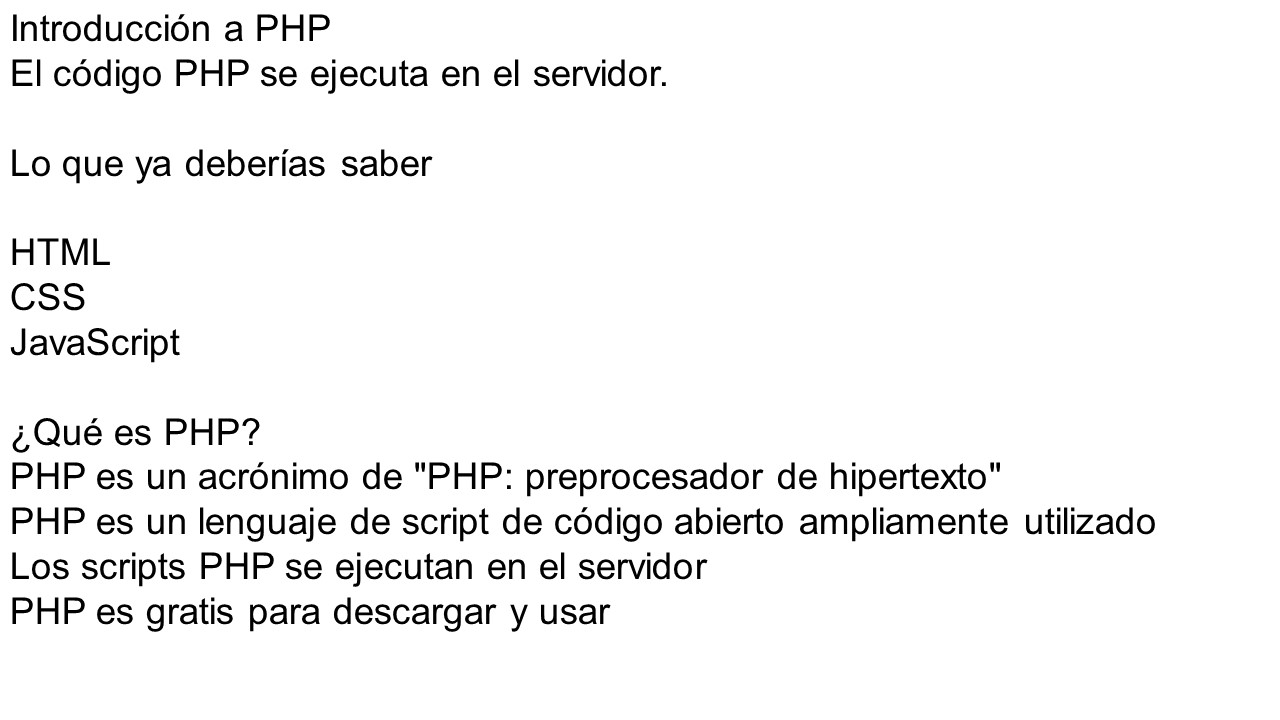 Introducción a PHP
El código PHP se ejecuta en el servidor.
Lo que ya deberías saber
HTML
CSS
JavaScript
¿Qué es PHP?
PHP es un acrónimo de "PHP: preprocesador de hipertexto"
PHP es un lenguaje de script de código abierto ampliamente utilizado
Los scripts PHP se ejecutan en el servidor
PHP es gratis para descargar y usar